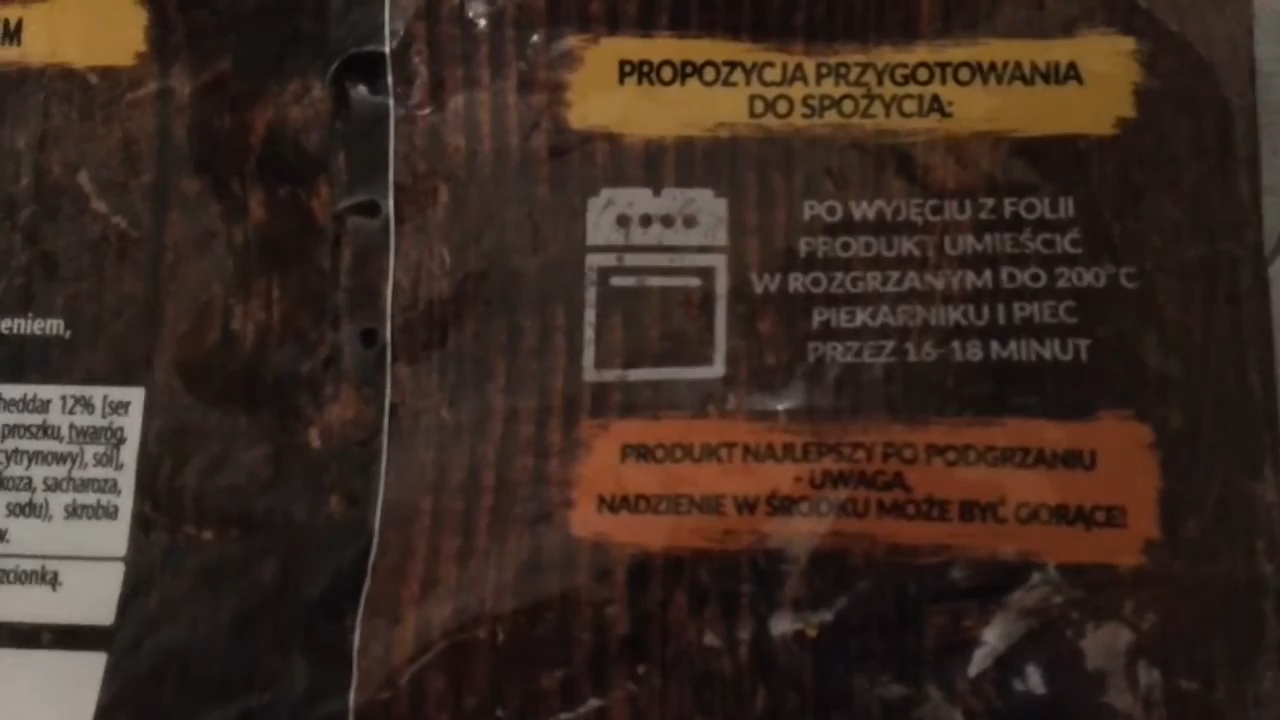 M
eniem,
heddar 12% [ser
proszku, twaróg,
cytrynowy), sól],
koza, sacharoza,
sodu), skrobia
w.
zcionką.
PROPOZYCJA PRZYGOTOWANIA
DO SPOŻYCIA:
PO WYJĘCIU Z FOLII
PRODUKT UMIEŚCIĆ
W ROZGRZANYM DO 200°C
PIEKARNIKU I PIEC
PRZEZ 16-18 MINUT
PRODUKT NAJLEPSZY PO PODGRZANIU
- UWAGA,
NADZIENIE W ŚRODKU MOŻE BYĆ GORĄCE!